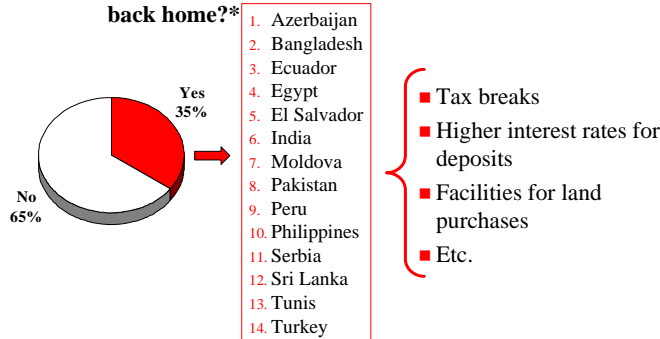 back home?*
Yes
35%
No
65%
1. Azerbaijan
2. Bangladesh
3. Ecuador
4. Egypt
5. El Salvador
6. India
7. Moldova
8. Pakistan
9. Peru
10. Philippines
11. Serbia
12. Sri Lanka
13. Tunis
14. Turkey
■ Tax breaks
■ Higher interest rates for
deposits
■ Facilities for land
purchases
■ Etc.